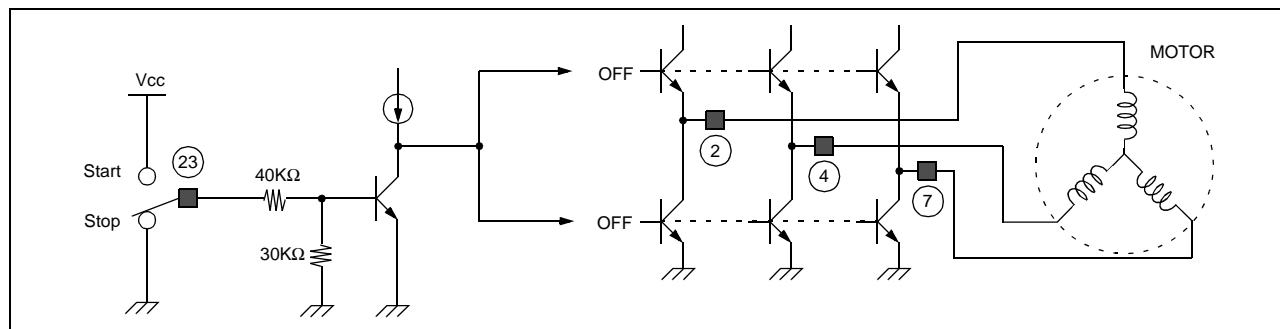 MOTOR
Vcc
OFF
2
Start
23
40KΩ
4
7
Stop
OFF
30KΩ